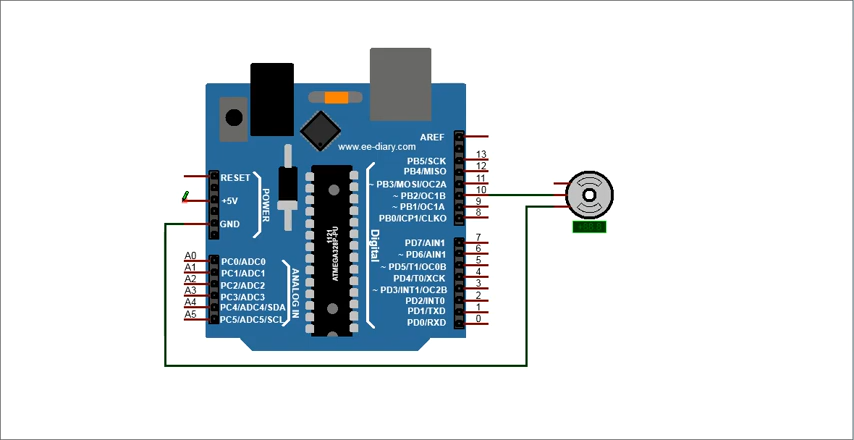 AREF
13
PB5/SCK
12
PB4/MISO
www.ee-diary.com
11
~ PB3/MOSI/OC2A
10
~ PB2/OC1B
9
~ PB1/OC1A
8
PB0/ICP1/CLKO
RESET
+5V
GND
POWER
1121
ATMEGA328P-PU
Digital
7
PD7/AIN1
6
~ PD6/AIN1
5
~ PD5/T1/OC0B
4
PD4/T0/XCK
3
~ PD3/INT1/OC2B
2
PD2/INT0
1
PD1/TXD
0
PD0/RXD
A0
PC0/ADC0
A1
PC1/ADC1
A2
PC2/ADC2
A3
PC3/ADC3
A4
PC4/ADC4/SDA
A5
PC5/ADC5/SCL
ANALOG IN